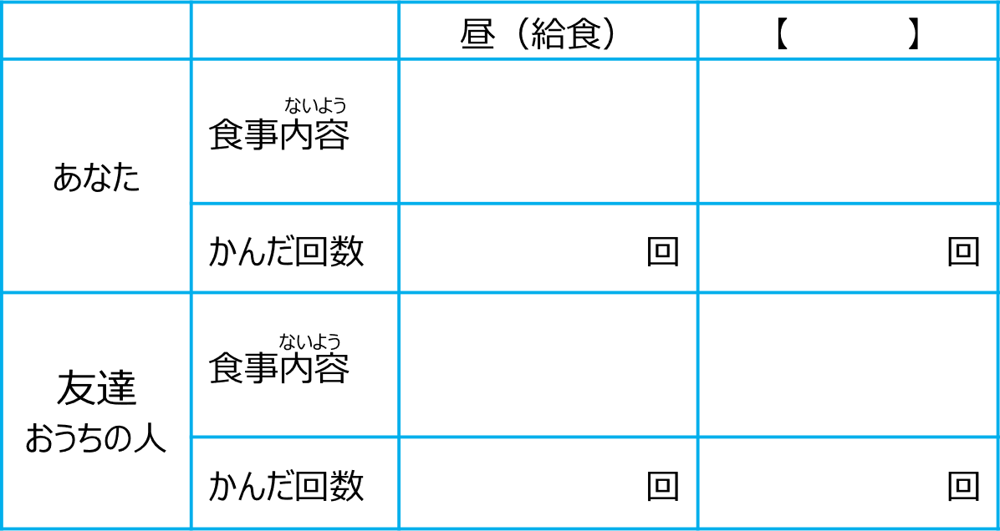 昼（給食）
【　　　】
あなた
ないよう
食事内容
かんだ回数
回
回
友達
おうちの人
ないよう
食事内容
かんだ回数
回
回